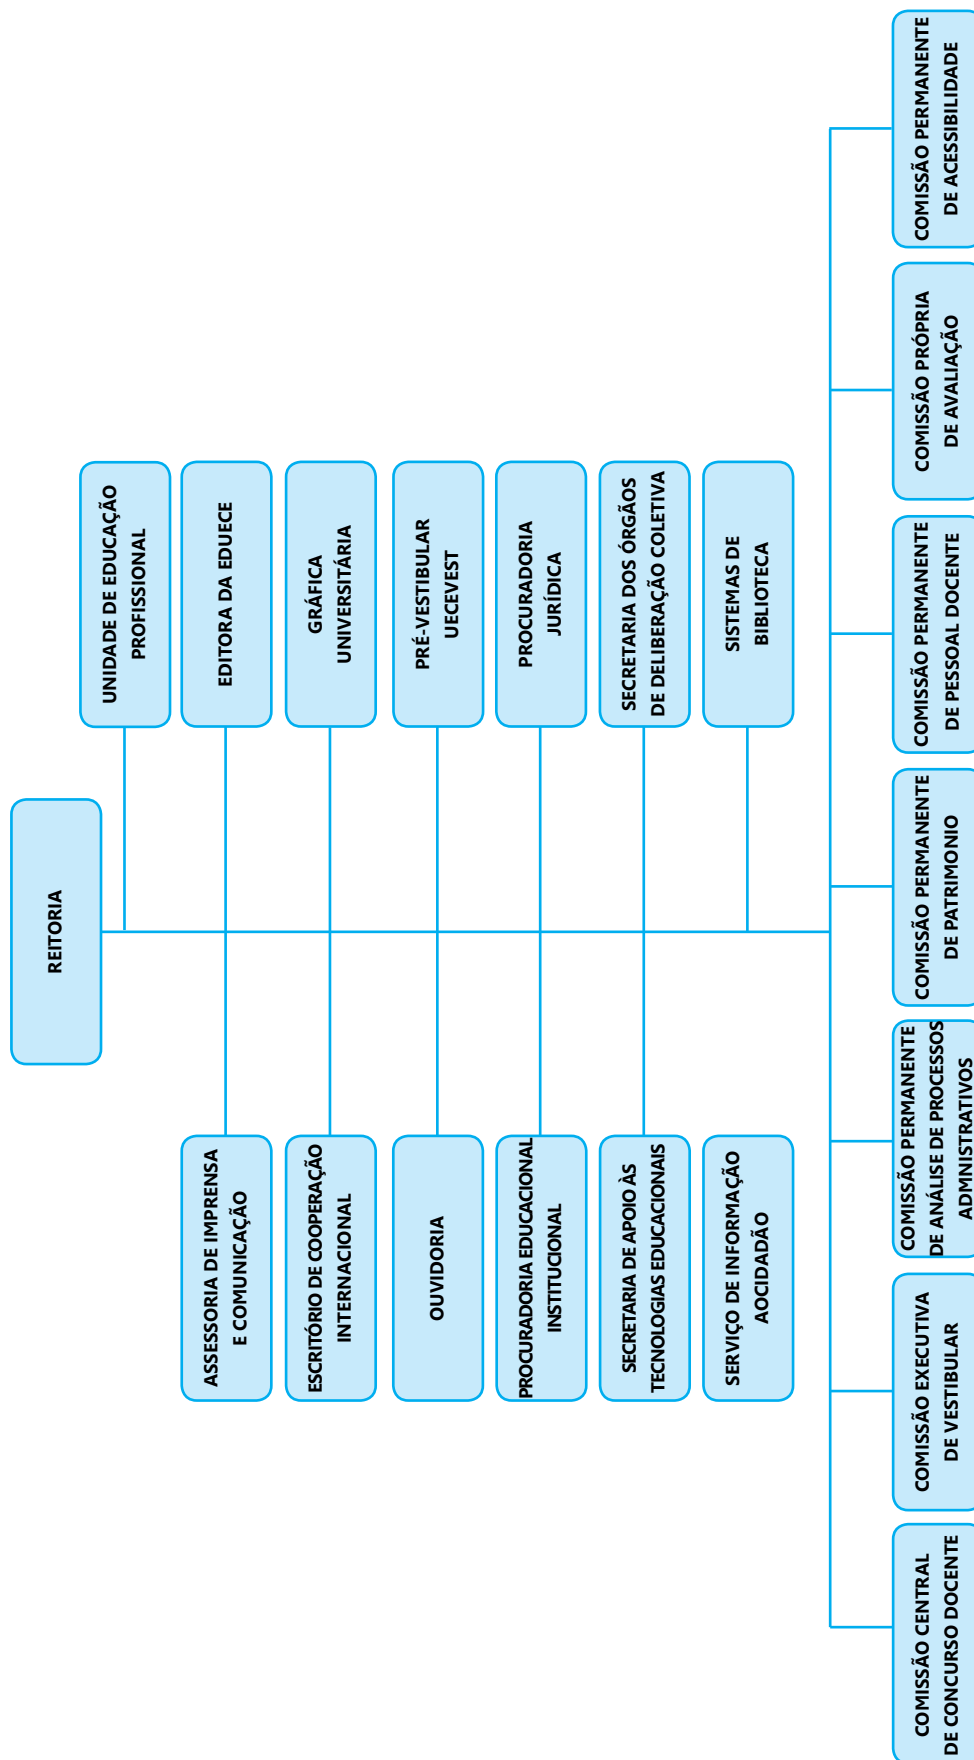 REITORIA
UNIDADE DE EDUCAÇÃO
PROFISSIONAL
ASSESSORIA DE IMPRENSA
E COMUNICAÇÃO
EDITORA DA EDUECE
ESCRITÓRIO DE COOPERAÇÃO
INTERNACIONAL
GRÁFICA
UNIVERSITÁRIA
OUVIDORIA
PRÉ-VESTIBULAR
UECEVEST
PROCURADORIA EDUCACIONAL
INSTITUCIONAL
PROCURADORIA
JURÍDICA
SECRETARIA DE APOIO ÀS
TECNOLOGIAS EDUCACIONAIS
SECRETARIA DOS ÓRGÃOS
DE DELIBERAÇÃO COLETIVA
SERVIÇO DE INFORMAÇÃO
AOCIDADÃO
SISTEMAS DE
BIBLIOTECA
COMISSÃO CENTRAL
DE CONCURSO DOCENTE
COMISSÃO EXECUTIVA
DE VESTIBULAR
COMISSÃO PERMANENTE
DE ANÁLISE DE PROCESSOS
ADMNISTRATIVOS
COMISSÃO PERMANENTE
DE PATRIMONIO
COMISSÃO PERMANENTE
DE PESSOAL DOCENTE
COMISSÃO PRÓPRIA
DE AVALIAÇÃO
COMISSÃO PERMANENTE
DE ACESSIBILIDADE